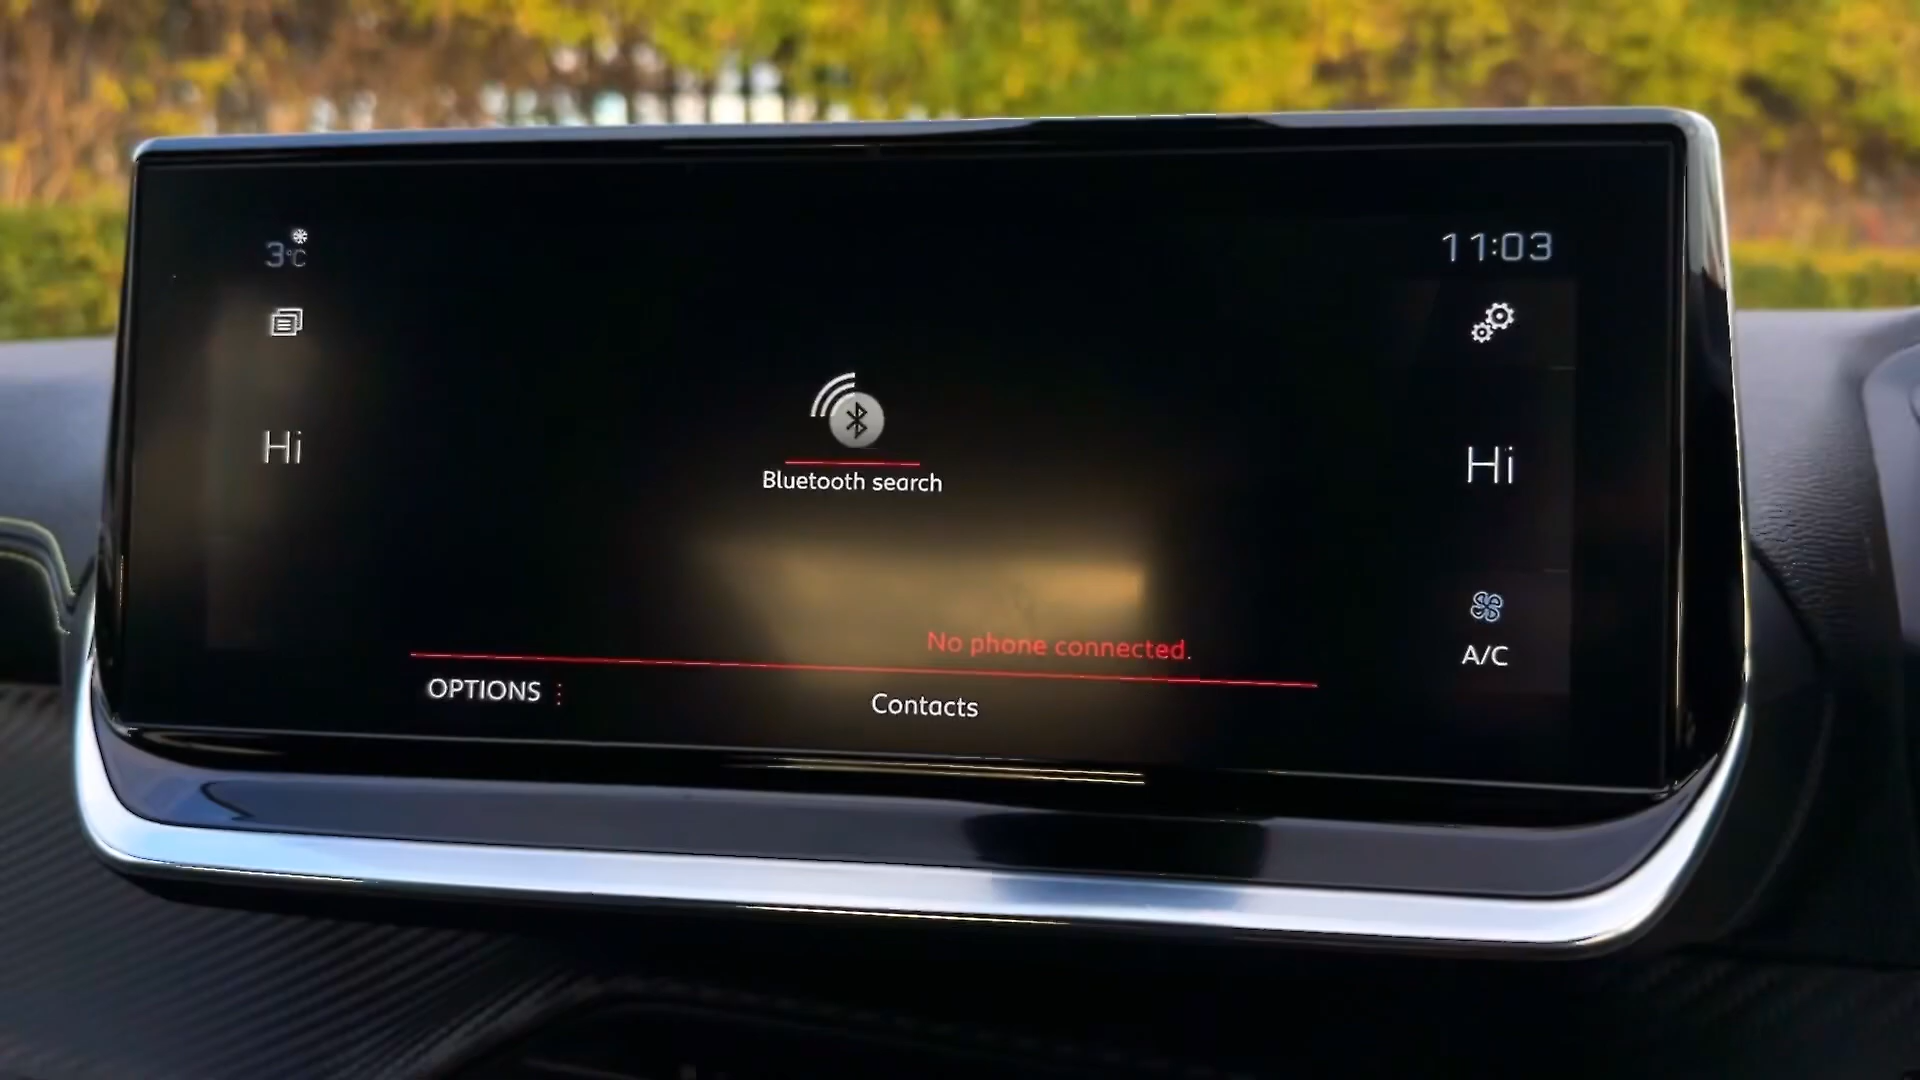 3°C
11:03
Hi
Hi
Bluetooth search
No phone connected.
A/C
OPTIONS
Contacts